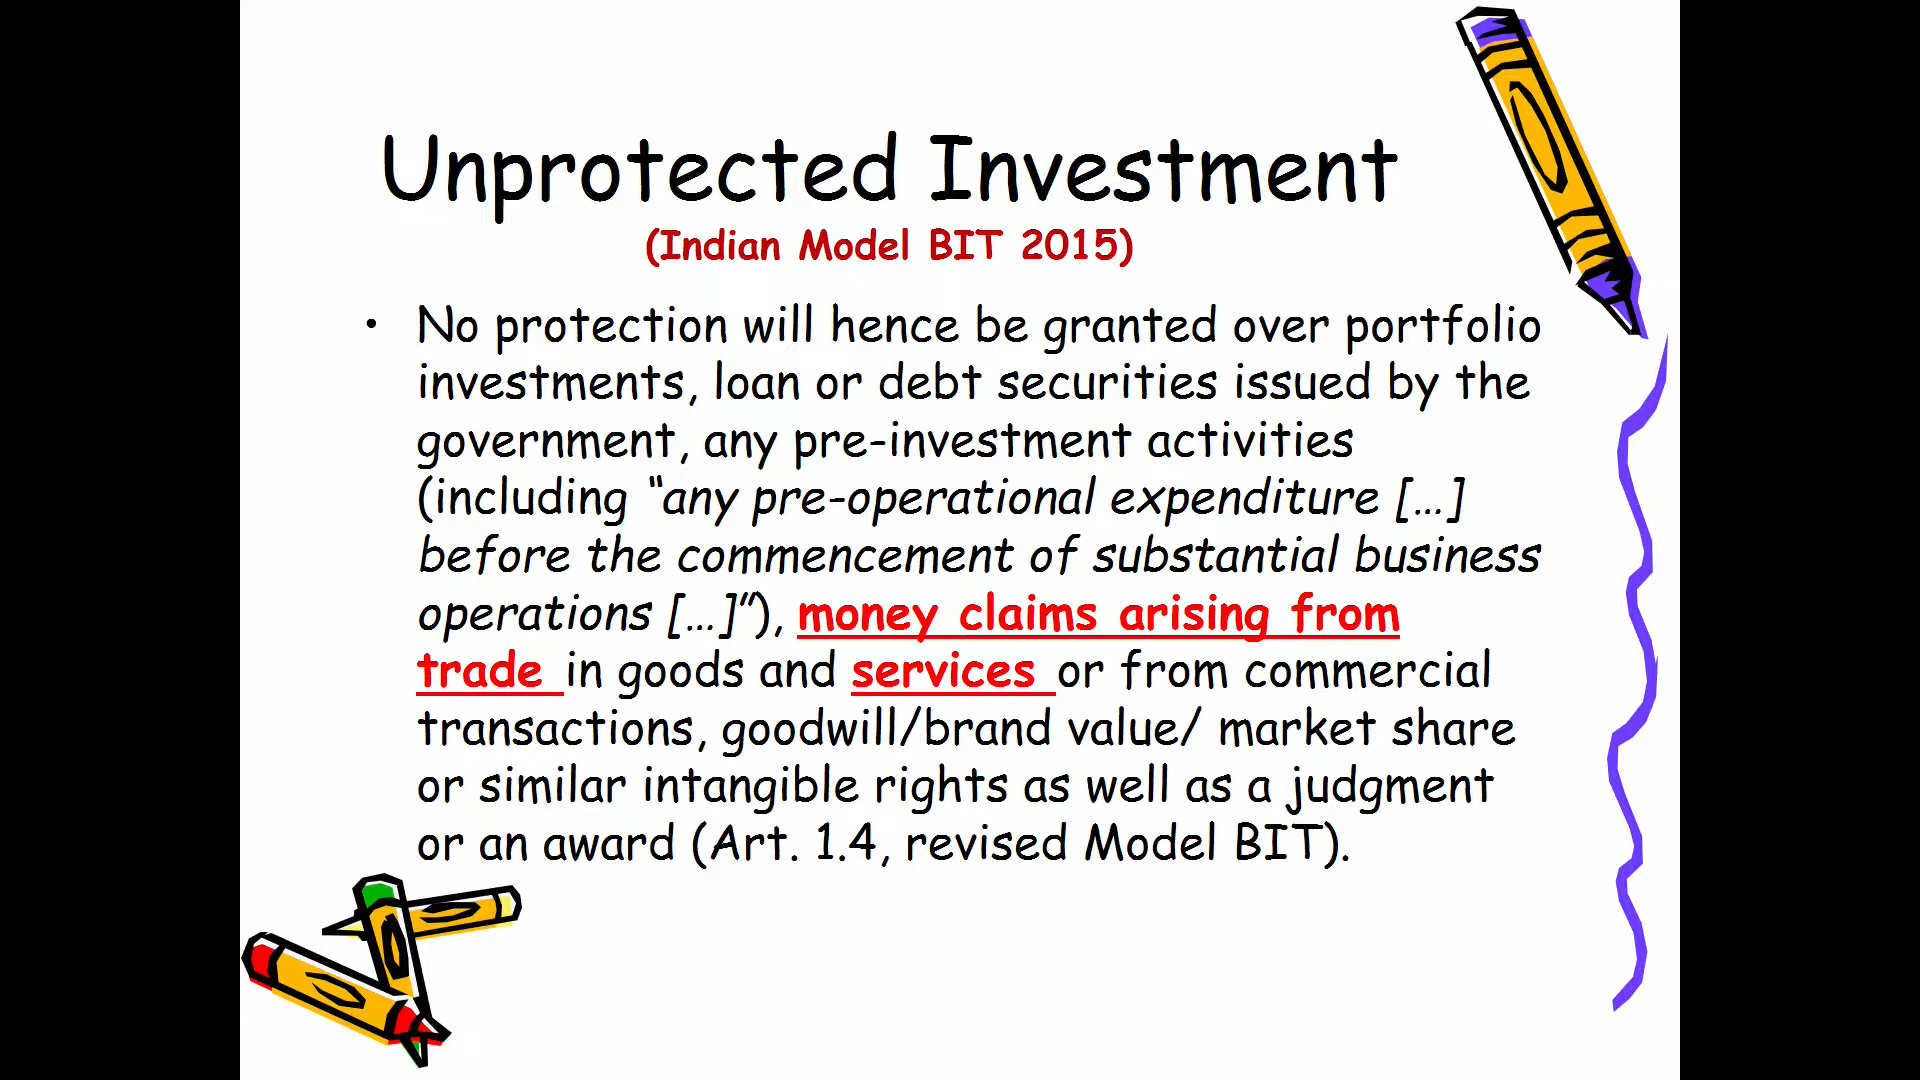 Unprotected Investment
(Indian Model BIT 2015)
• No protection will hence be granted over portfolio
investments, loan or debt securities issued by the
government, any pre-investment activities
(including “any pre-operational expenditure […]
before the commencement of substantial business
operations […]”), money claims arising from
trade in goods and services or from commercial
transactions, goodwill/brand value/ market share
or similar intangible rights as well as a judgment
or an award (Art. 1.4, revised Model BIT).